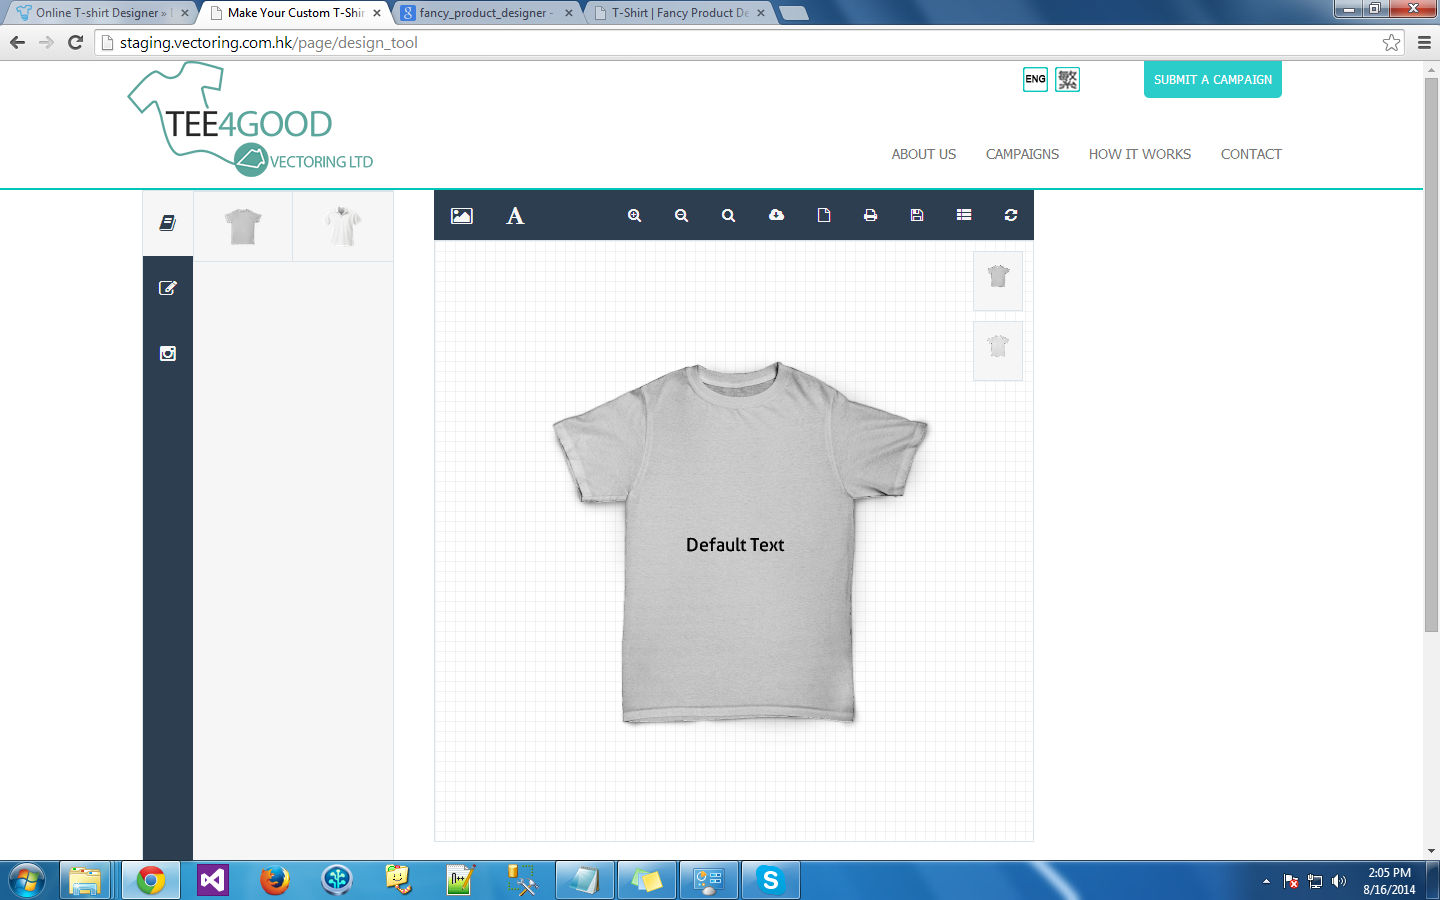 Online T-shirt Designer »
Make Your Custom T-Shir
fancy_product_designer -
T-Shirt | Fancy Product De
staging.vectoring.com.hk/page/design_tool
TEE4GOOD
VECTORING LTD
ENG
繁
SUBMIT A CAMPAIGN
ABOUT US
CAMPAIGNS
HOW IT WORKS
CONTACT
A
Default Text
2:05 PM
8/16/2014